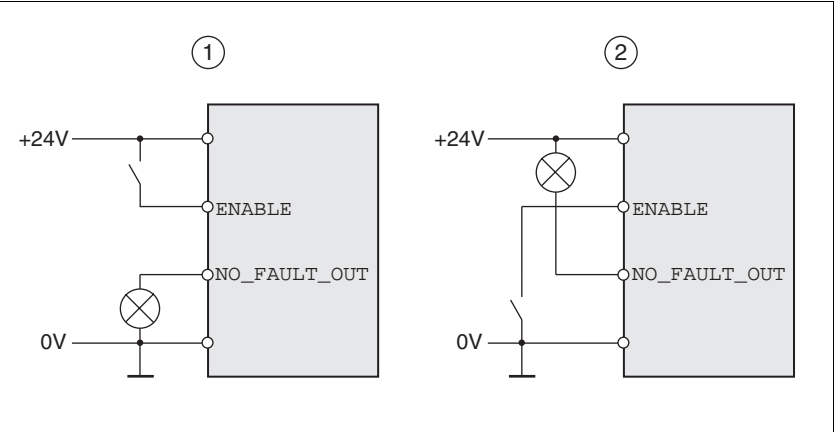 1
+24V
ENABLE
NO_FAULT_OUT
0V
2
+24V
ENABLE
NO_FAULT_OUT
0V